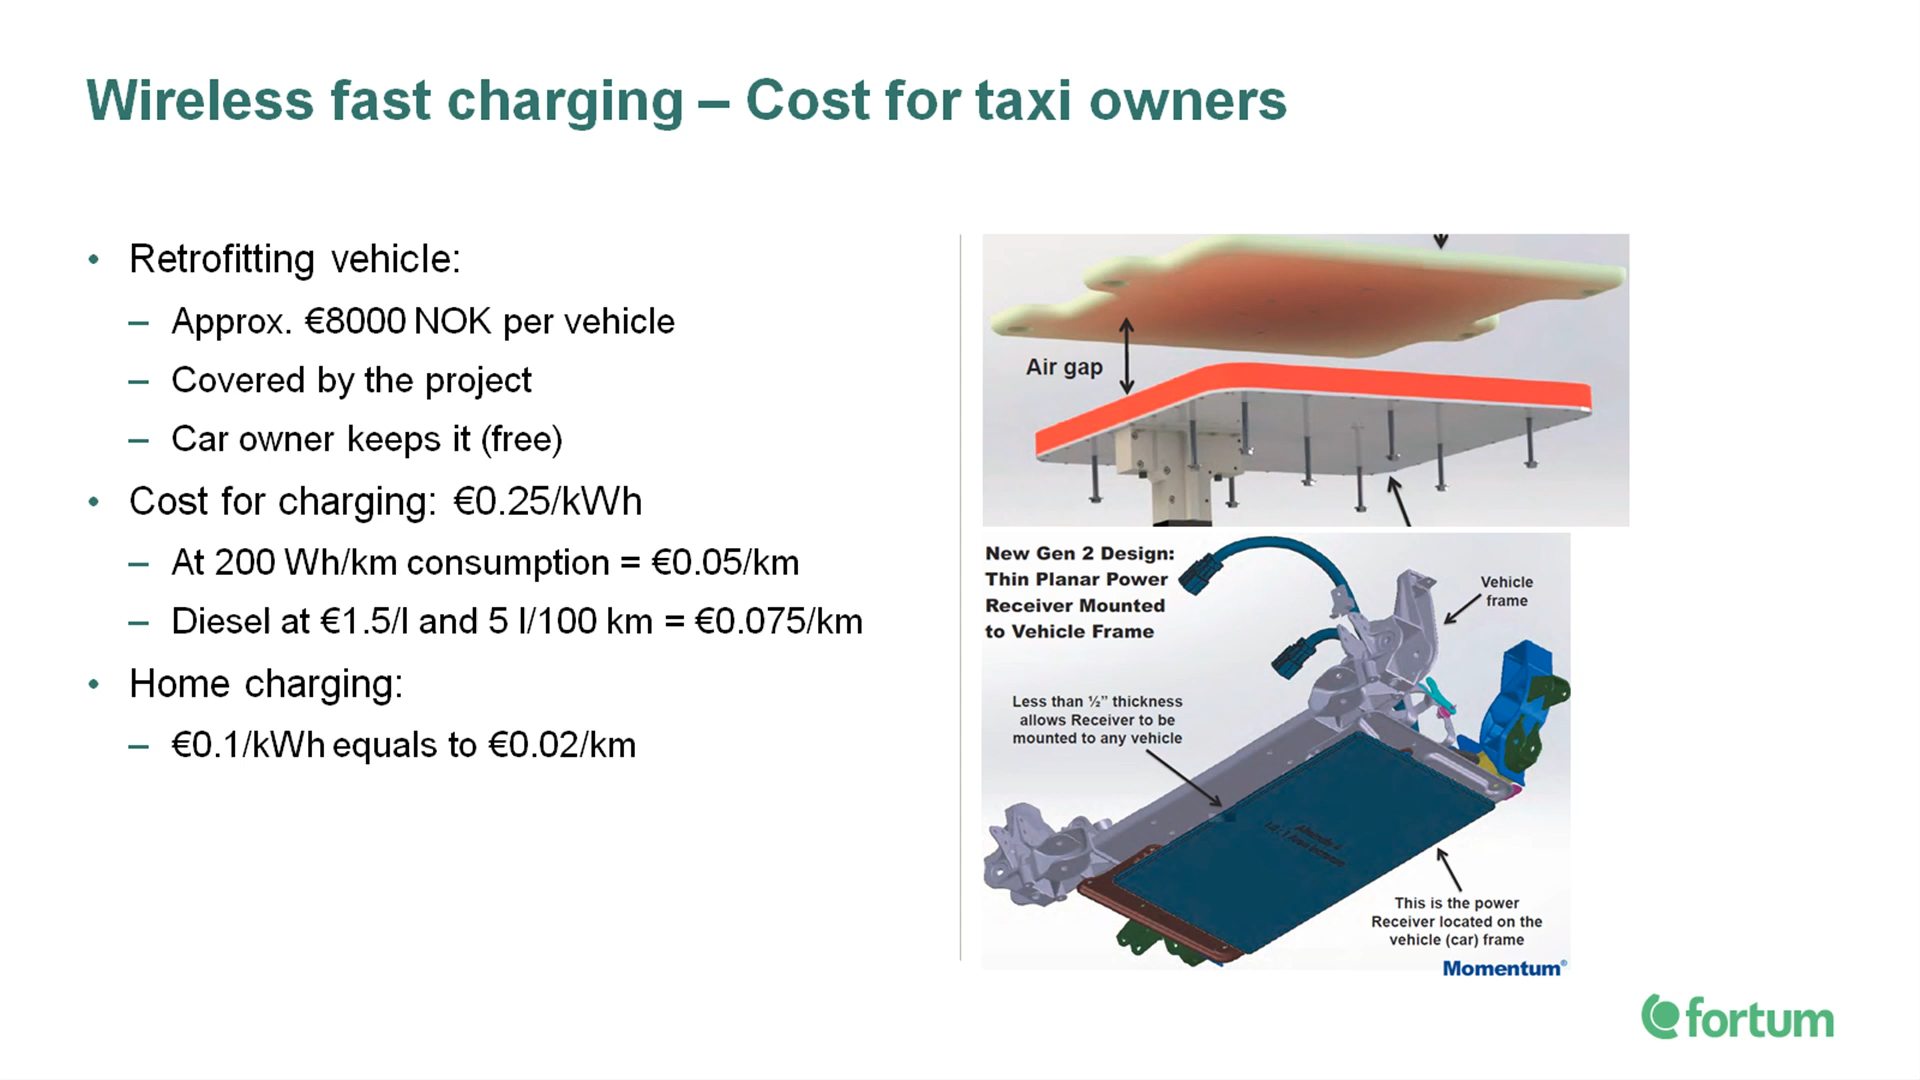 Wireless fast charging – Cost for taxi owners
• Retrofitting vehicle:
– Approx. €8000 NOK per vehicle
– Covered by the project
– Car owner keeps it (free)
• Cost for charging: €0.25/kWh
– At 200 Wh/km consumption = €0.05/km
– Diesel at €1.5/l and 5 l/100 km = €0.075/km
• Home charging:
– €0.1/kWh equals to €0.02/km
Air gap
New Gen 2 Design:
Thin Planar Power
Receiver Mounted
to Vehicle Frame
Vehicle
frame
Less than ½” thickness
allows Receiver to be
mounted to any vehicle
This is the power
Receiver located on the
vehicle (car) frame
Momentum®
fortum